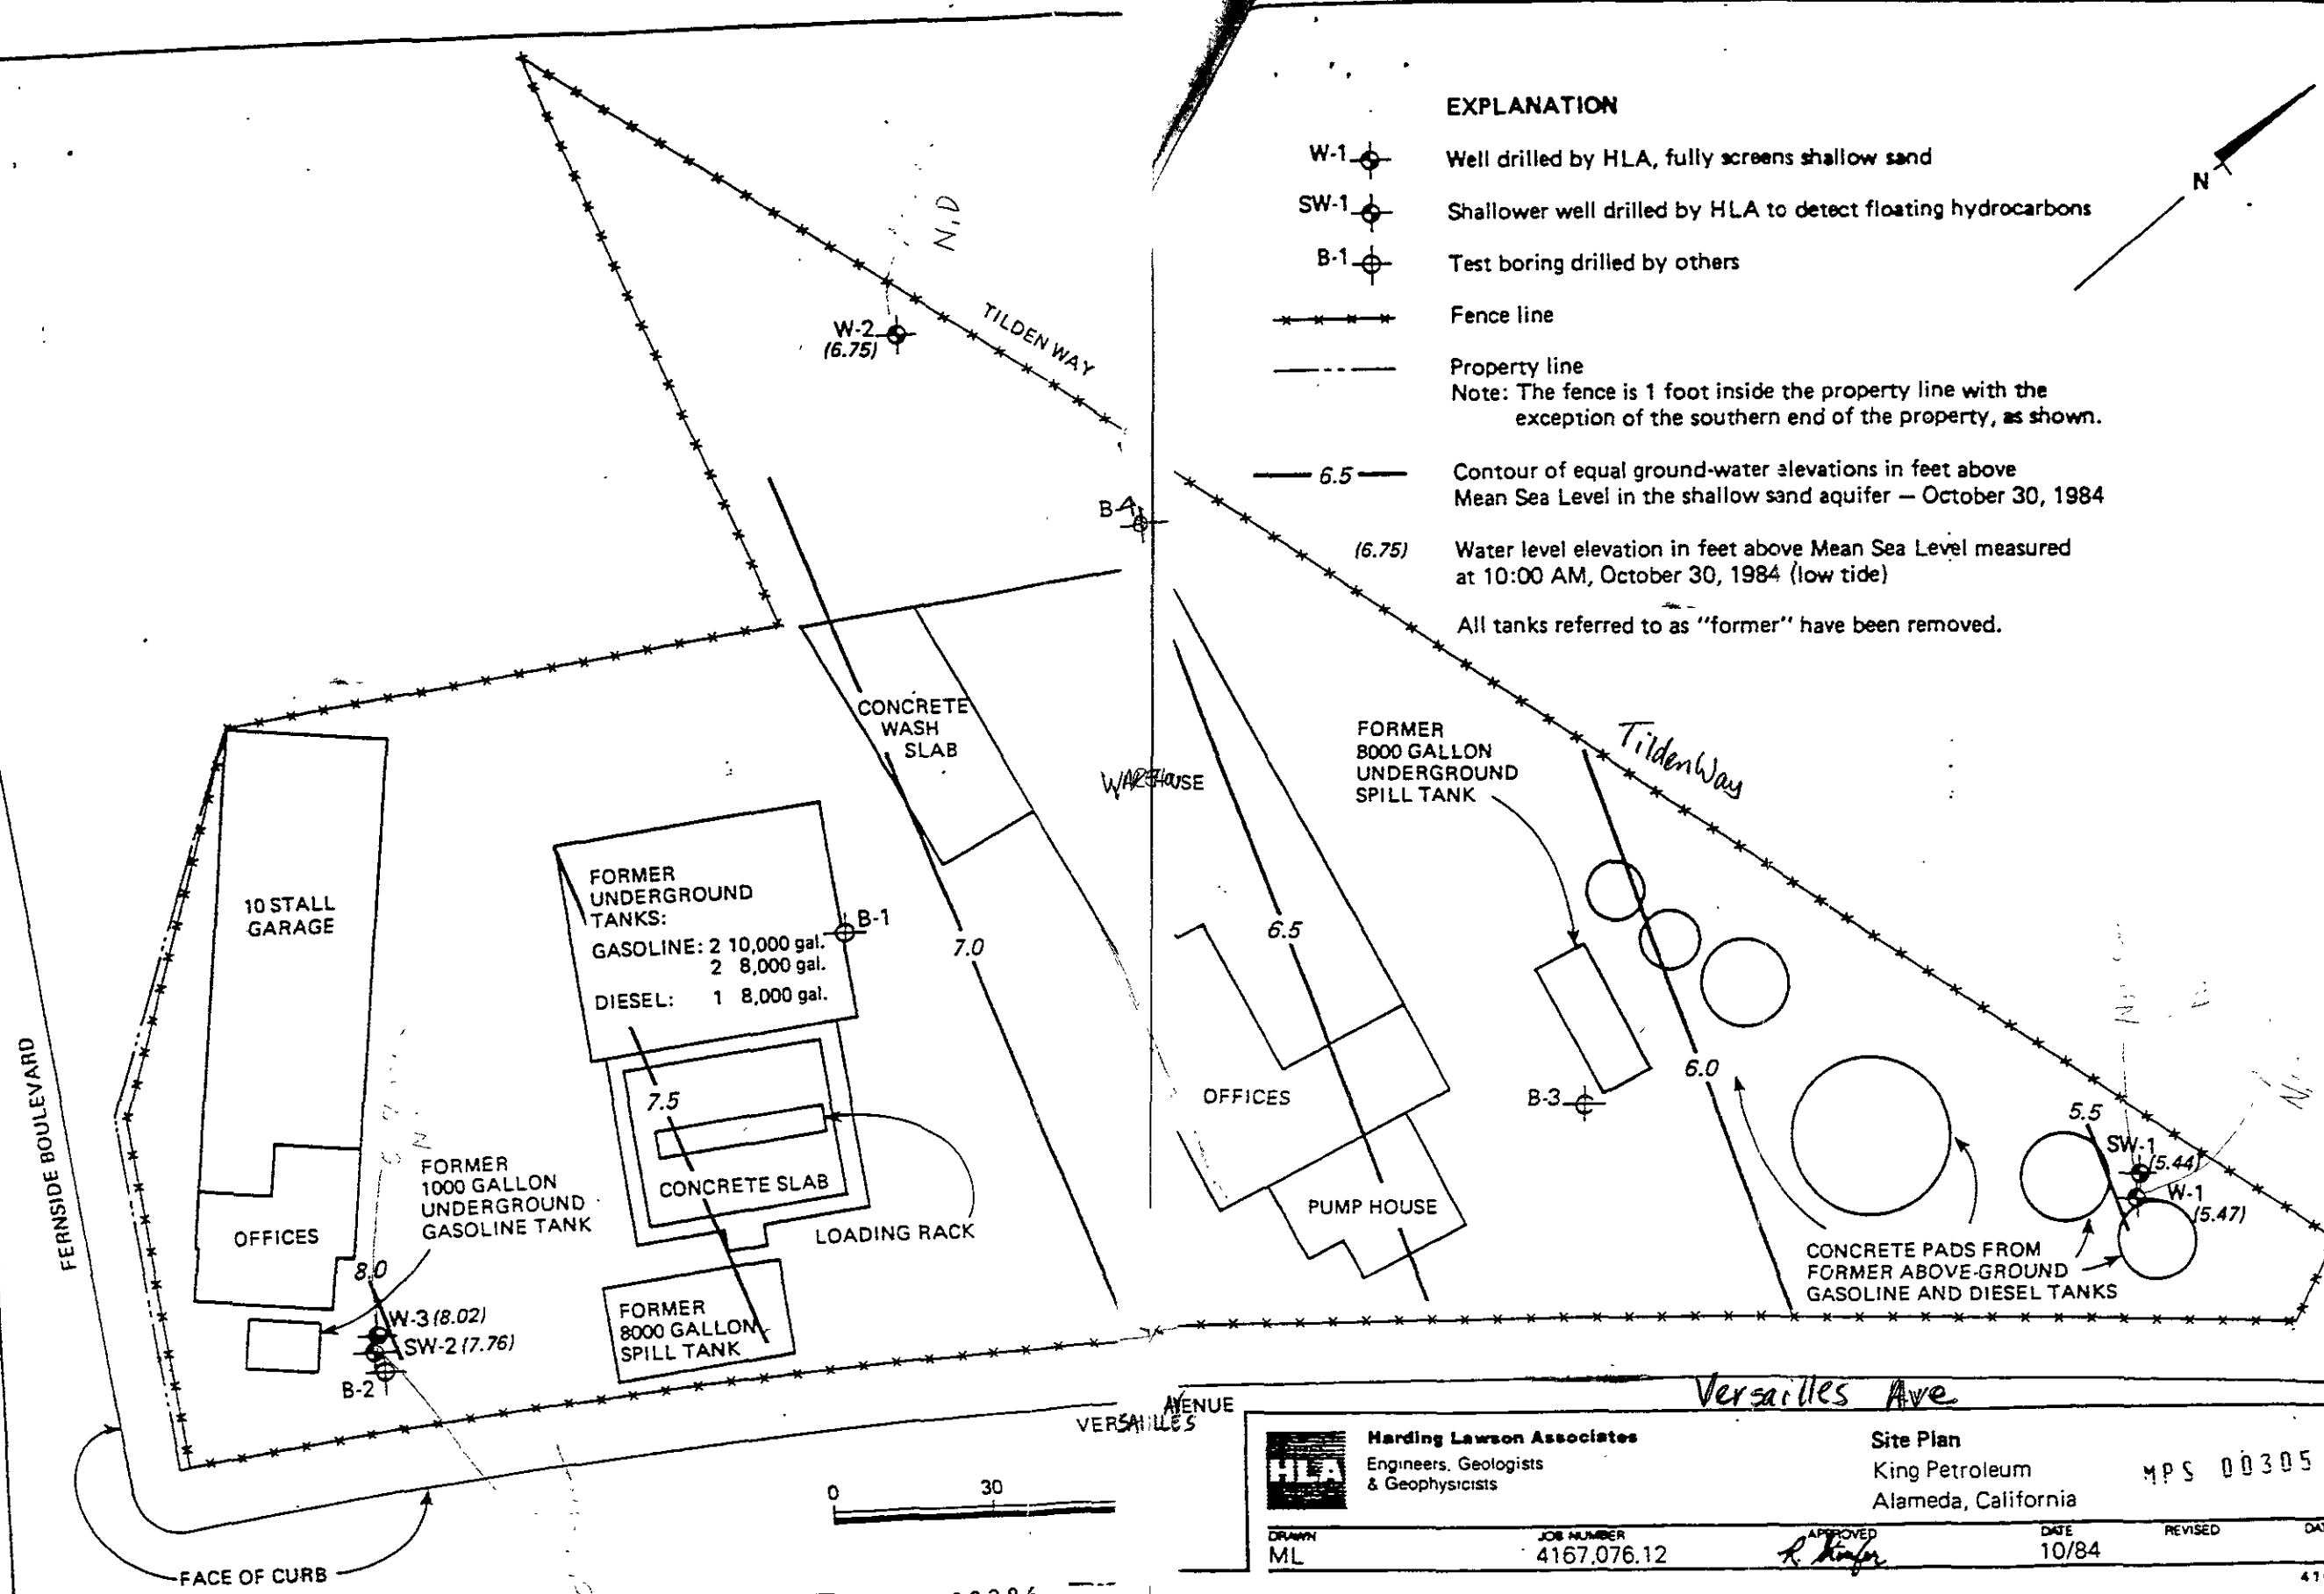 EXPLANATION
W-1 Well drilled by HLA, fully screens shallow sand
SW-1 Shallower well drilled by HLA to detect floating hydrocarbons
B-1 Test boring drilled by others
Fence line
Property line
Note: The fence is 1 foot inside the property line with the
exception of the southern end of the property, as shown.
6.5 Contour of equal ground-water elevations in feet above
Mean Sea Level in the shallow sand aquifer — October 30, 1984
(6.75) Water level elevation in feet above Mean Sea Level measured
at 10:00 AM, October 30, 1984 (low tide)
All tanks referred to as "former" have been removed.
N
N.D
W-2
(6.75)
TILDEN WAY
B-4
CONCRETE
WASH
SLAB
WAREHOUSE
FORMER
8000 GALLON
UNDERGROUND
SPILL TANK
Tilden Way
10 STALL
GARAGE
FORMER
UNDERGROUND
TANKS:
GASOLINE: 2 10,000 gal.
2 8,000 gal.
DIESEL: 1 8,000 gal.
B-1
7.0
6.5
6.0
7.5
5.5
8.0
FERNSIDE BOULEVARD
OFFICES
FORMER
1000 GALLON
UNDERGROUND
GASOLINE TANK
CONCRETE SLAB
LOADING RACK
OFFICES
PUMP HOUSE
B-3
SW-1
(5.44)
W-1
(5.47)
CONCRETE PADS FROM
FORMER ABOVE-GROUND
GASOLINE AND DIESEL TANKS
W-3 (8.02)
SW-2 (7.76)
B-2
FORMER
8000 GALLON
SPILL TANK
VERSAILLES AVENUE
Versailles Ave
FACE OF CURB
0 30
HLA
Harding Lawson Associates
Engineers, Geologists
& Geophysicists
Site Plan
King Petroleum
Alameda, California
MPS 00305
DRAWN
ML
JOB NUMBER
4167,076.12
APPROVED
DATE
10/84
REVISED